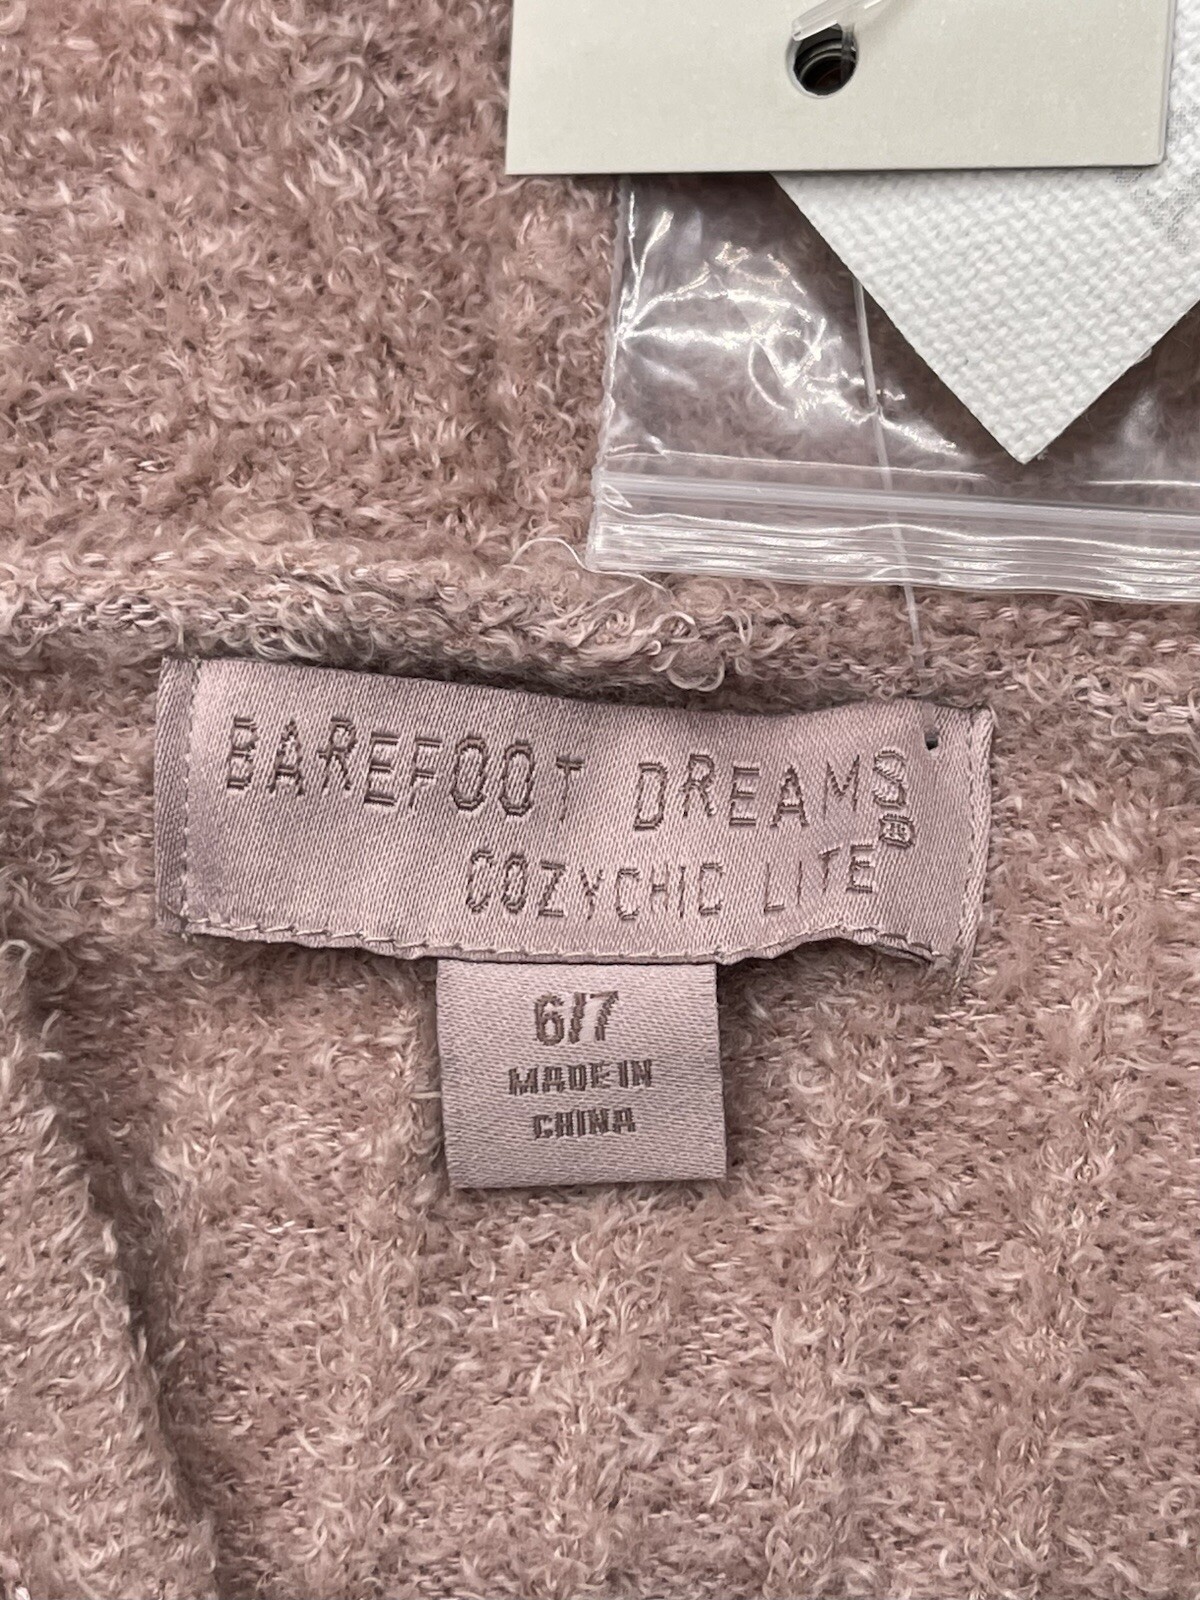 BAREFOOT DREAMS®
COZYCHIC LITE
6/7
MADE IN
CHINA